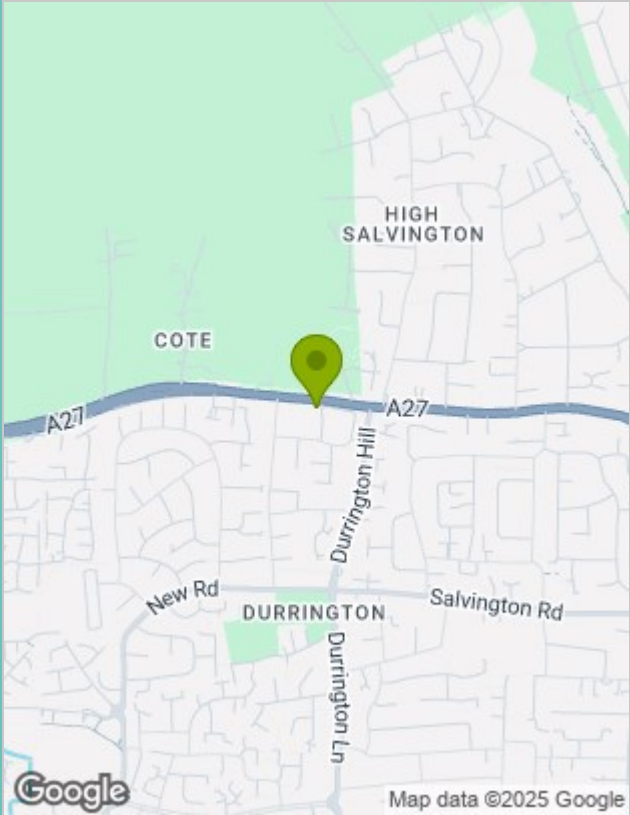 HIGH
SALVINGTON
COTE
A27
A27
Durrington Hill
New Rd
Salvington Rd
DURRINGTON
Durrington Ln
Google
Map data ©2025 Google